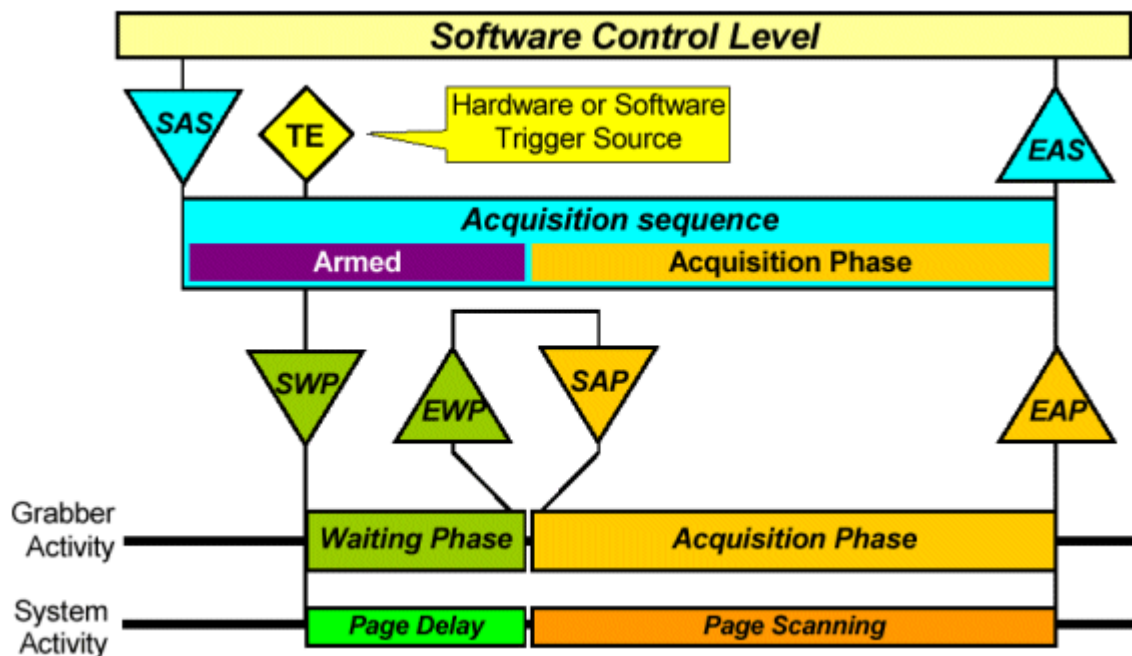 Software Control Level
SAS
TE
Hardware or Software
Trigger Source
EAS
Acquisition sequence
Armed
Acquisition Phase
SWP
EWP
SAP
EAP
Grabber
Activity
Waiting Phase
Acquisition Phase
System
Activity
Page Delay
Page Scanning